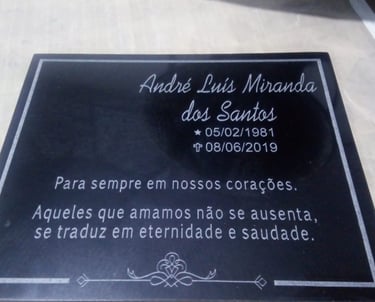 André Luís Miranda
dos Santos
★ 05/02/1981
✞ 08/06/2019
Para sempre em nossos corações.
Aqueles que amamos não se ausenta,
se traduz em eternidade e saudade.